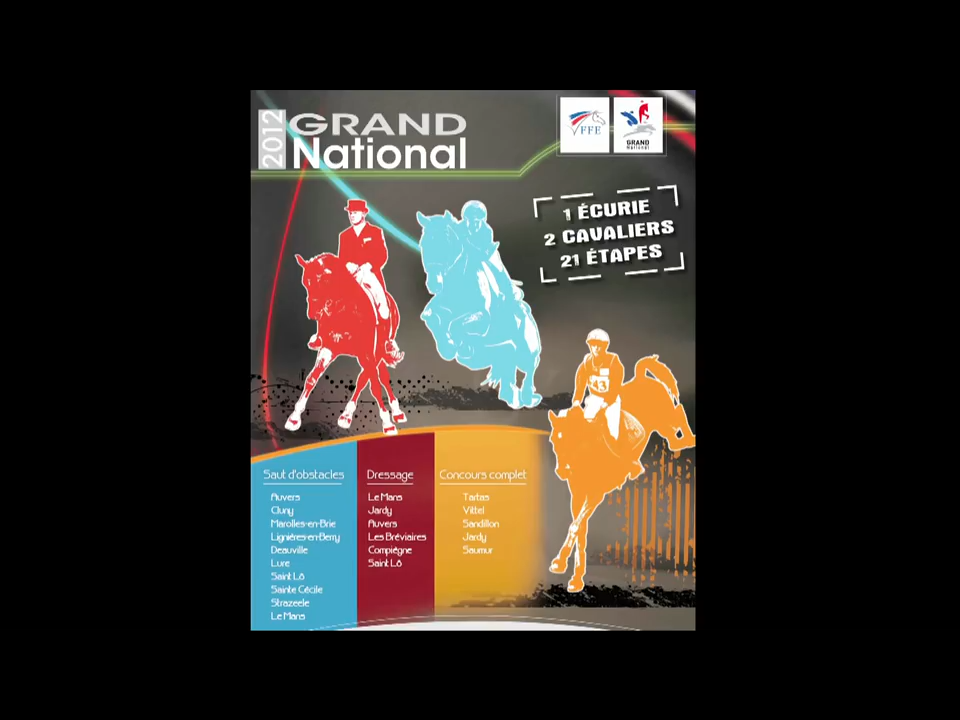 2012
GRAND
National
FFE
GRAND
National
1 ÉCURIE
2 CAVALIERS
21 ÉTAPES
43
Saut d'obstacles
Auvers
Cluny
Marolles-en-Brie
Lignières-en-Berry
Deauville
Lure
Saint Lô
Sainte Cécile
Strazeele
Le Mans
Dressage
Le Mans
Jardy
Auvers
Les Bréviaires
Compiègne
Saint Lô
Concours complet
Tartas
Vittel
Sandillon
Jardy
Saumur